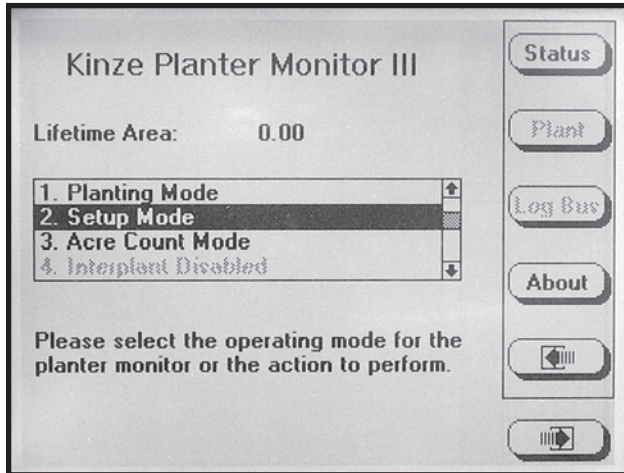 Kinze Planter Monitor III
Lifetime Area: 0.00
1. Planting Mode
2. Setup Mode
3. Acre Count Mode
4. Interplant Disabled
Please select the operating mode for the
planter monitor or the action to perform.
Status
Plant
Log Bus
About